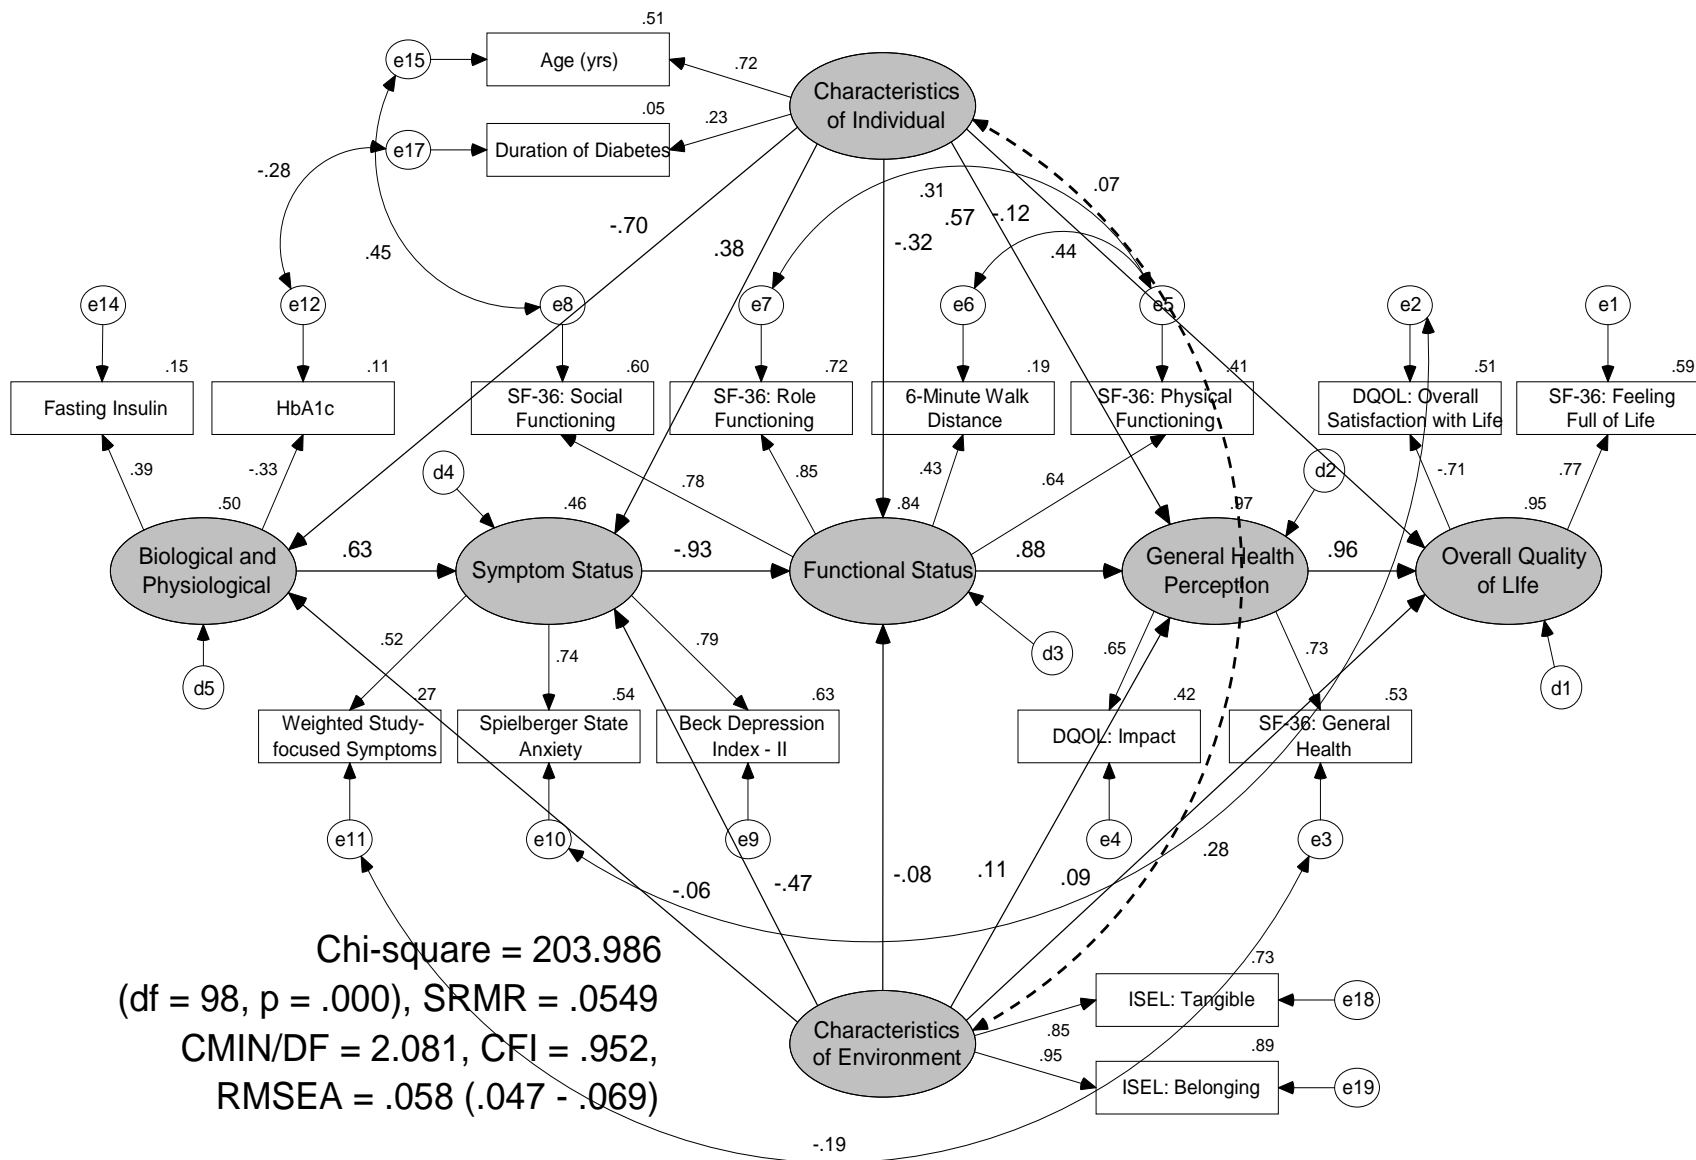 .51
e15
Age (yrs)
.72
Characteristics
of Individual
.05
e17
Duration of Diabetes
.23
-.28
.45
-.70
.38
-.32
.57
-.12
.31
.44
.07
e14
e12
e8
e7
e6
e5
e2
e1
.15
.11
.60
.72
.19
.41
.51
.59
Fasting Insulin
HbA1c
SF-36: Social
Functioning
SF-36: Role
Functioning
6-Minute Walk
Distance
SF-36: Physical
Functioning
DQOL: Overall
Satisfaction with Life
SF-36: Feeling
Full of Life
.39
-.33
d4
.78
.85
.43
.64
d2
-.71
.77
.50
.46
.84
.97
.95
Biological and
Physiological
.63
Symptom Status
-.93
Functional Status
.88
General Health
Perception
.96
Overall Quality
of LIfe
d5
.52
.74
.79
d3
.65
.73
d1
.27
.54
.63
.42
.53
Weighted Study-
focused Symptoms
Spielberger State
Anxiety
Beck Depression
Index - II
DQOL: Impact
SF-36: General
Health
e11
e10
e9
e4
e3
-.06
-.47
-.08
.11
.09
.28
Chi-square = 203.986
(df = 98, p = .000), SRMR = .0549
CMIN/DF = 2.081, CFI = .952,
RMSEA = .058 (.047 - .069)
Characteristics
of Environment
.73
.85
ISEL: Tangible
e18
.95
.89
ISEL: Belonging
e19
-.19